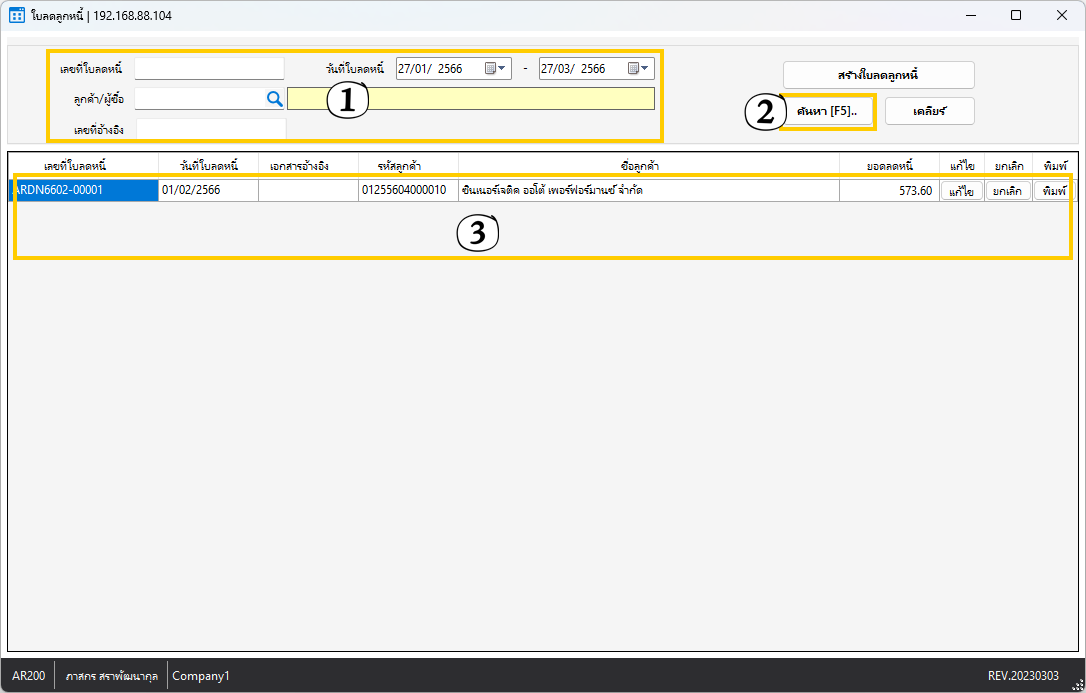 ใบลดลูกหนี้ | 192.168.88.104
เลขที่ใบลดหนี้ วันที่ใบลดหนี้ 27/01/ 2566 - 27/03/ 2566
สร้างใบลดลูกหนี้
ลูกค้า/ผู้ซื้อ 1
2 ค้นหา [F5].. เคลียร์
เลขที่อ้างอิง
เลขที่ใบลดหนี้ วันที่ใบลดหนี้ เอกสารอ้างอิง รหัสลูกค้า ชื่อลูกค้า ยอดลดหนี้ แก้ไข ยกเลิก พิมพ์
ARDN6602-00001 01/02/2566 01255604000010 ซันเนอร์เจติค ออโต้ เพอร์ฟอร์มานซ์ จำกัด 573.60 แก้ไข ยกเลิก พิมพ์
3
AR200 ภาสกร สราพัฒนากุล Company1 REV.20230303